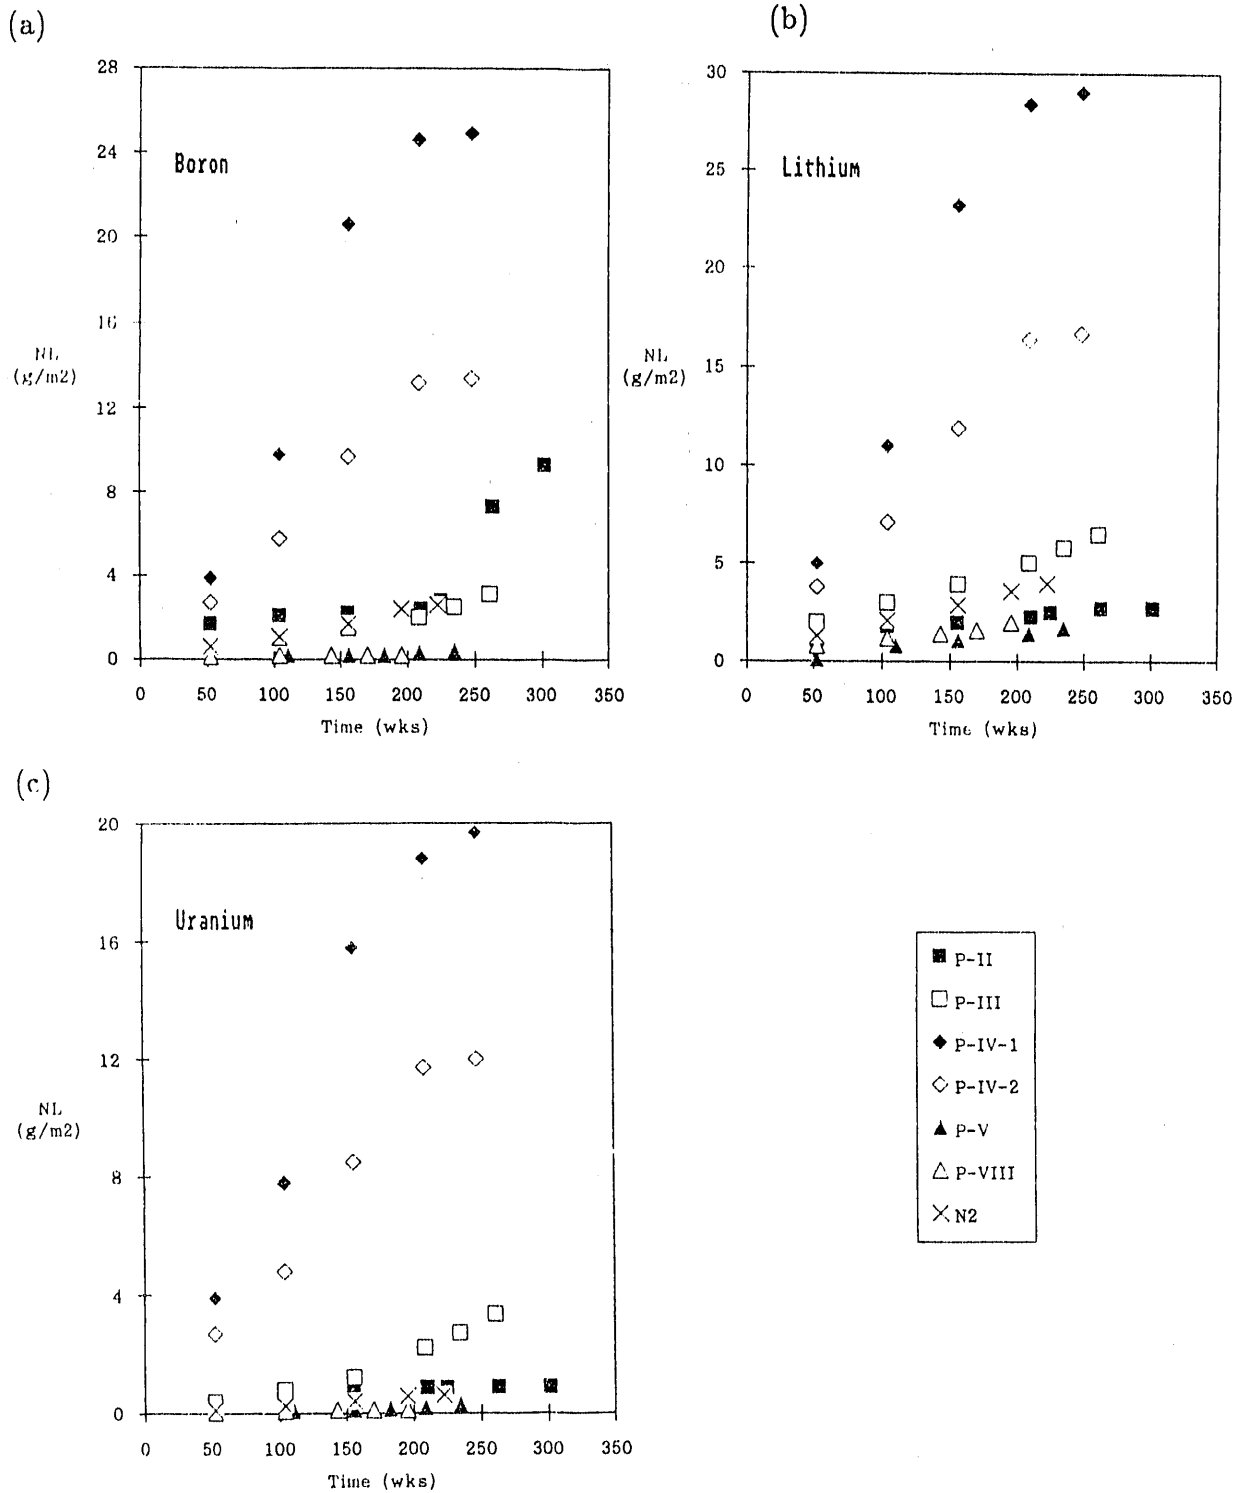 (a)
28
24
20
16
12
8
4
0
Boron
NL
(g/m2)
0 50 100 150 200 250 300 350
Time (wks)
(b)
30
25
20
15
10
5
0
Lithium
NL
(g/m2)
0 50 100 150 200 250 300 350
Time (wks)
(c)
20
16
12
8
4
0
Uranium
NL
(g/m2)
0 50 100 150 200 250 300 350
Time (wks)
P-II
P-III
P-IV-1
P-IV-2
P-V
P-VIII
N2